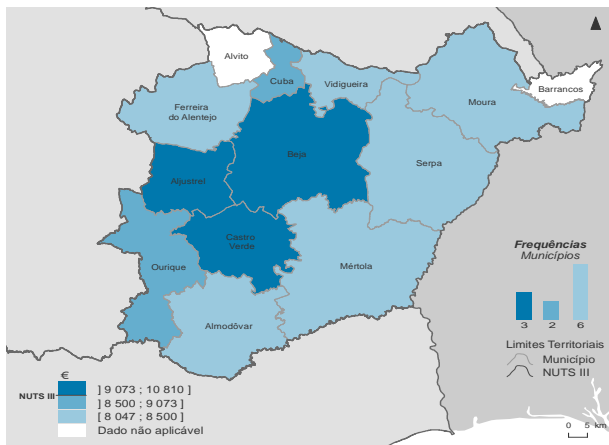 Alvito
Cuba
Vidigueira
Barrancos
Moura
Ferreira
do Alentejo
Beja
Serpa
Aljustrel
Castro
Verde
Ourique
Mértola
Almodôvar
Frequências
Municípios
3 2 6
Limites Territoriais
Município
NUTS III
€
NUTS III
] 9 073 ; 10 810 ]
] 8 500 ; 9 073 ]
[ 8 047 ; 8 500 ]
Dado não aplicável
0 5 km